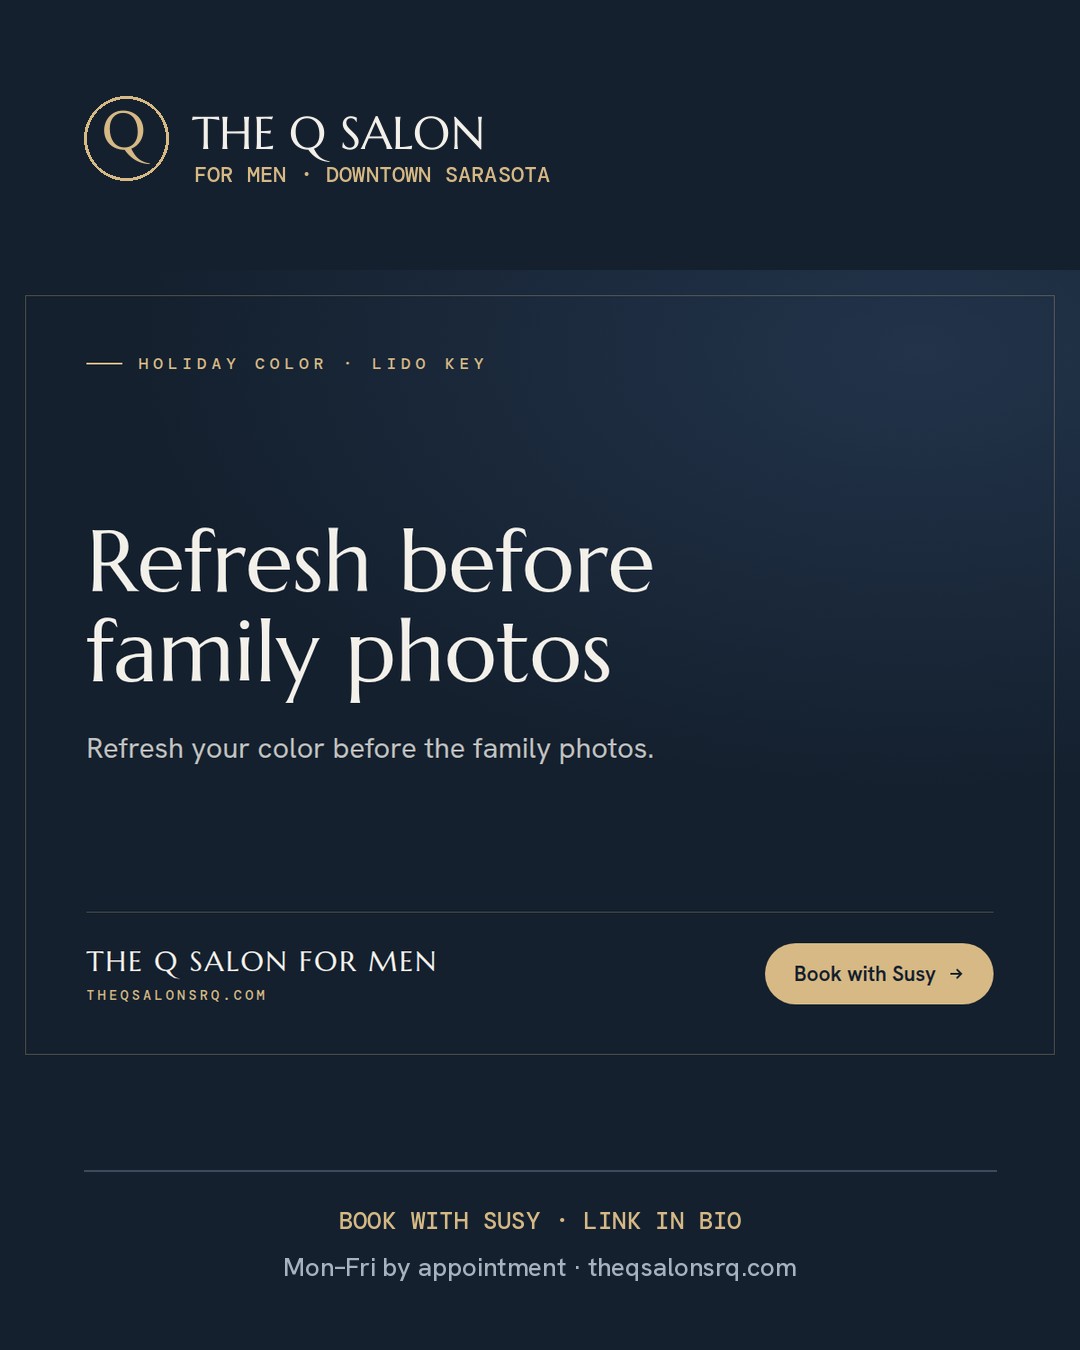 Q
THE Q SALON
FOR MEN · DOWNTOWN SARASOTA
HOLIDAY COLOR · LIDO KEY
Refresh before
family photos
Refresh your color before the family photos.
THE Q SALON FOR MEN
THEQSALONSRQ.COM
Book with Susy →
BOOK WITH SUSY · LINK IN BIO
Mon–Fri by appointment · theqsalonsrq.com